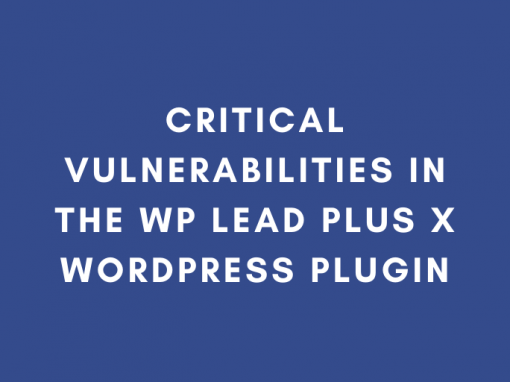 CRITICAL
VULNERABILITIES IN
THE WP LEAD PLUS X
WORDPRESS PLUGIN